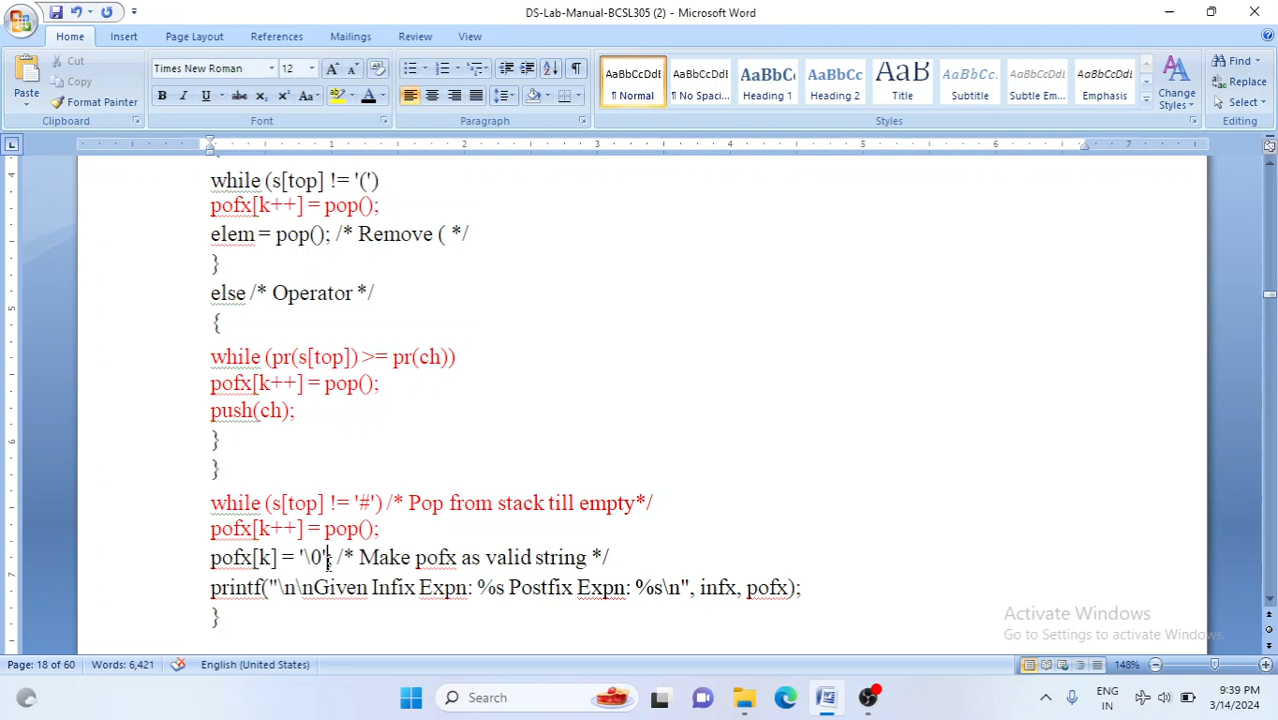 DS-Lab-Manual-BCSL305 (2) - Microsoft Word
Home Insert Page Layout References Mailings Review View
Paste
Cut
Copy
Format Painter
Clipboard
Times New Roman 12
Font
Paragraph
AaBbCcDdE AaBbCcDdE AaBbCc AaBbCc AaB AaBbCcI AaBbCcDdE AaBbCcDdE
¶ Normal ¶ No Spaci... Heading 1 Heading 2 Title Subtitle Subtle Em... Emphasis
Change Styles
Styles
Find
Replace
Select
Editing
while (s[top] != '(')
pofx[k++] = pop();
elem = pop(); /* Remove ( */
}
else /* Operator */
{
while (pr(s[top]) >= pr(ch))
pofx[k++] = pop();
push(ch);
}
}
while (s[top] != '#') /* Pop from stack till empty*/
pofx[k++] = pop();
pofx[k] = '\0'; /* Make pofx as valid string */
printf("\n\nGiven Infix Expn: %s Postfix Expn: %s\n", infx, pofx);
}
Activate Windows
Go to Settings to activate Windows.
Page: 18 of 60 Words: 6,421 English (United States) 148%
Search
ENG
IN
9:39 PM
3/14/2024